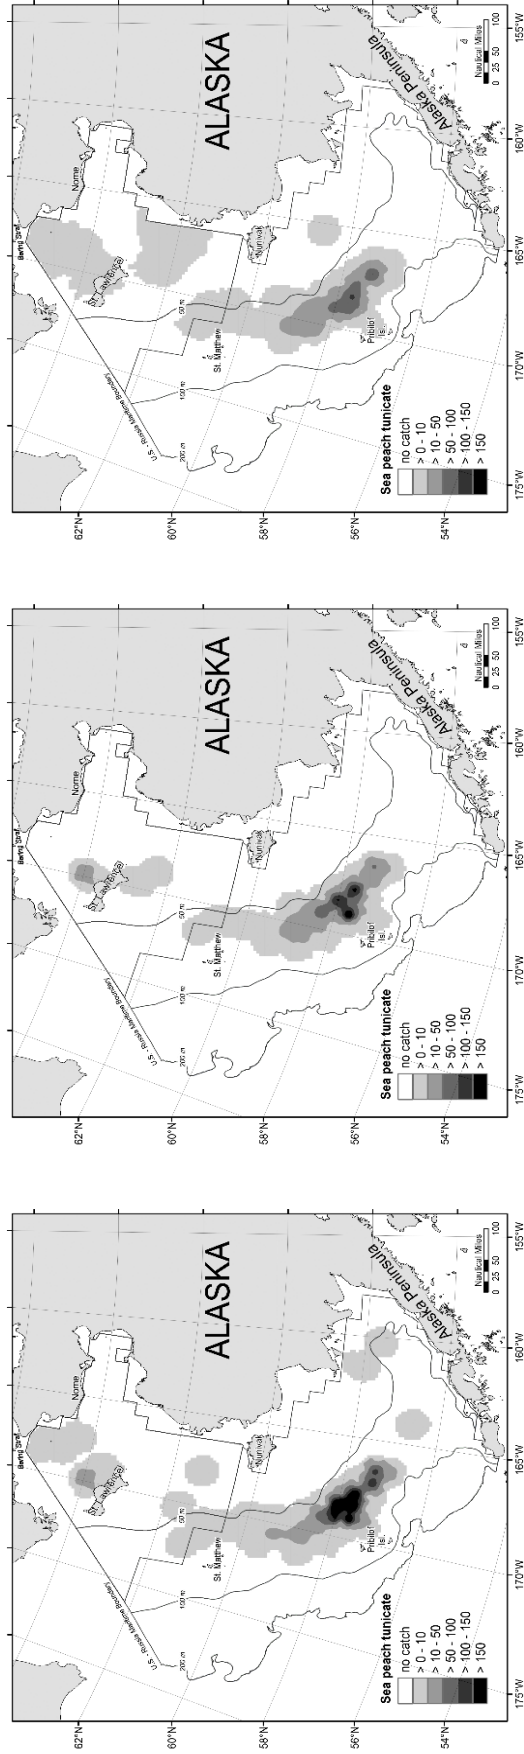 Bering Strait
Nome
62°N
St. Lawrence
U.S. - Russia Maritime Boundary
60°N
50 m
100 m
200 m
St. Matthew
ALASKA
Nunivak
58°N
56°N
Pribilof
Isl.
Alaska Peninsula
Sea peach tunicate
no catch
> 0 - 10
> 10 - 50
> 50 - 100
> 100 - 150
> 150
54°N
Nautical Miles
0 25 50 100
175°W 170°W 165°W 160°W 155°W
Bering Strait
Nome
62°N
St. Lawrence
U.S. - Russia Maritime Boundary
60°N
50 m
100 m
200 m
St. Matthew
ALASKA
Nunivak
58°N
56°N
Pribilof
Isl.
Alaska Peninsula
Sea peach tunicate
no catch
> 0 - 10
> 10 - 50
> 50 - 100
> 100 - 150
> 150
54°N
Nautical Miles
0 25 50 100
175°W 170°W 165°W 160°W 155°W
Bering Strait
Nome
62°N
St. Lawrence
U.S. - Russia Maritime Boundary
60°N
50 m
100 m
200 m
St. Matthew
ALASKA
Nunivak
58°N
56°N
Pribilof
Isl.
Alaska Peninsula
Sea peach tunicate
no catch
> 0 - 10
> 10 - 50
> 50 - 100
> 100 - 150
> 150
54°N
Nautical Miles
0 25 50 100
175°W 170°W 165°W 160°W 155°W